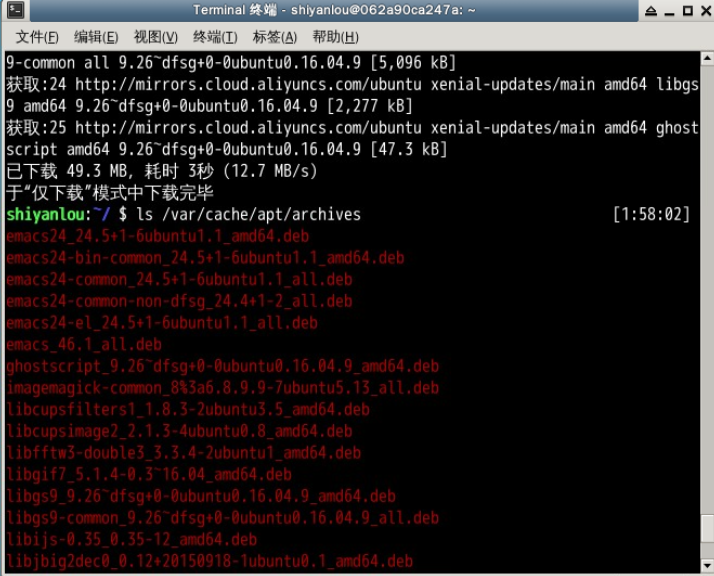 Terminal 终端 - shiyanlou@062a90ca247a: ~
文件(F) 编辑(E) 视图(V) 终端(T) 标签(A) 帮助(H)
9-common all 9.26~dfsg+0-0ubuntu0.16.04.9 [5,096 kB]
获取:24 http://mirrors.cloud.aliyuncs.com/ubuntu xenial-updates/main amd64 libgs
9 amd64 9.26~dfsg+0-0ubuntu0.16.04.9 [2,277 kB]
获取:25 http://mirrors.cloud.aliyuncs.com/ubuntu xenial-updates/main amd64 ghost
script amd64 9.26~dfsg+0-0ubuntu0.16.04.9 [47.3 kB]
已下载 49.3 MB, 耗时 3秒 (12.7 MB/s)
于“仅下载”模式中下载完毕
shiyanlou:~/ $ ls /var/cache/apt/archives [1:58:02]
emacs24_24.5+1-6ubuntu1.1_amd64.deb
emacs24-bin-common_24.5+1-6ubuntu1.1_amd64.deb
emacs24-common_24.5+1-6ubuntu1.1_all.deb
emacs24-common-non-dfsg_24.4+1-2_all.deb
emacs24-el_24.5+1-6ubuntu1.1_all.deb
emacs_46.1_all.deb
ghostscript_9.26~dfsg+0-0ubuntu0.16.04.9_amd64.deb
imagemagick-common_8%3a6.8.9.9-7ubuntu5.13_all.deb
libcupsfilters1_1.8.3-2ubuntu3.5_amd64.deb
libcupsimage2_2.1.3-4ubuntu0.8_amd64.deb
libfftw3-double3_3.3.4-2ubuntu1_amd64.deb
libgif7_5.1.4-0.3~16.04_amd64.deb
libgs9_9.26~dfsg+0-0ubuntu0.16.04.9_amd64.deb
libgs9-common_9.26~dfsg+0-0ubuntu0.16.04.9_all.deb
libijs-0.35_0.35-12_amd64.deb
libjbig2dec0_0.12+20150918-1ubuntu0.1_amd64.deb